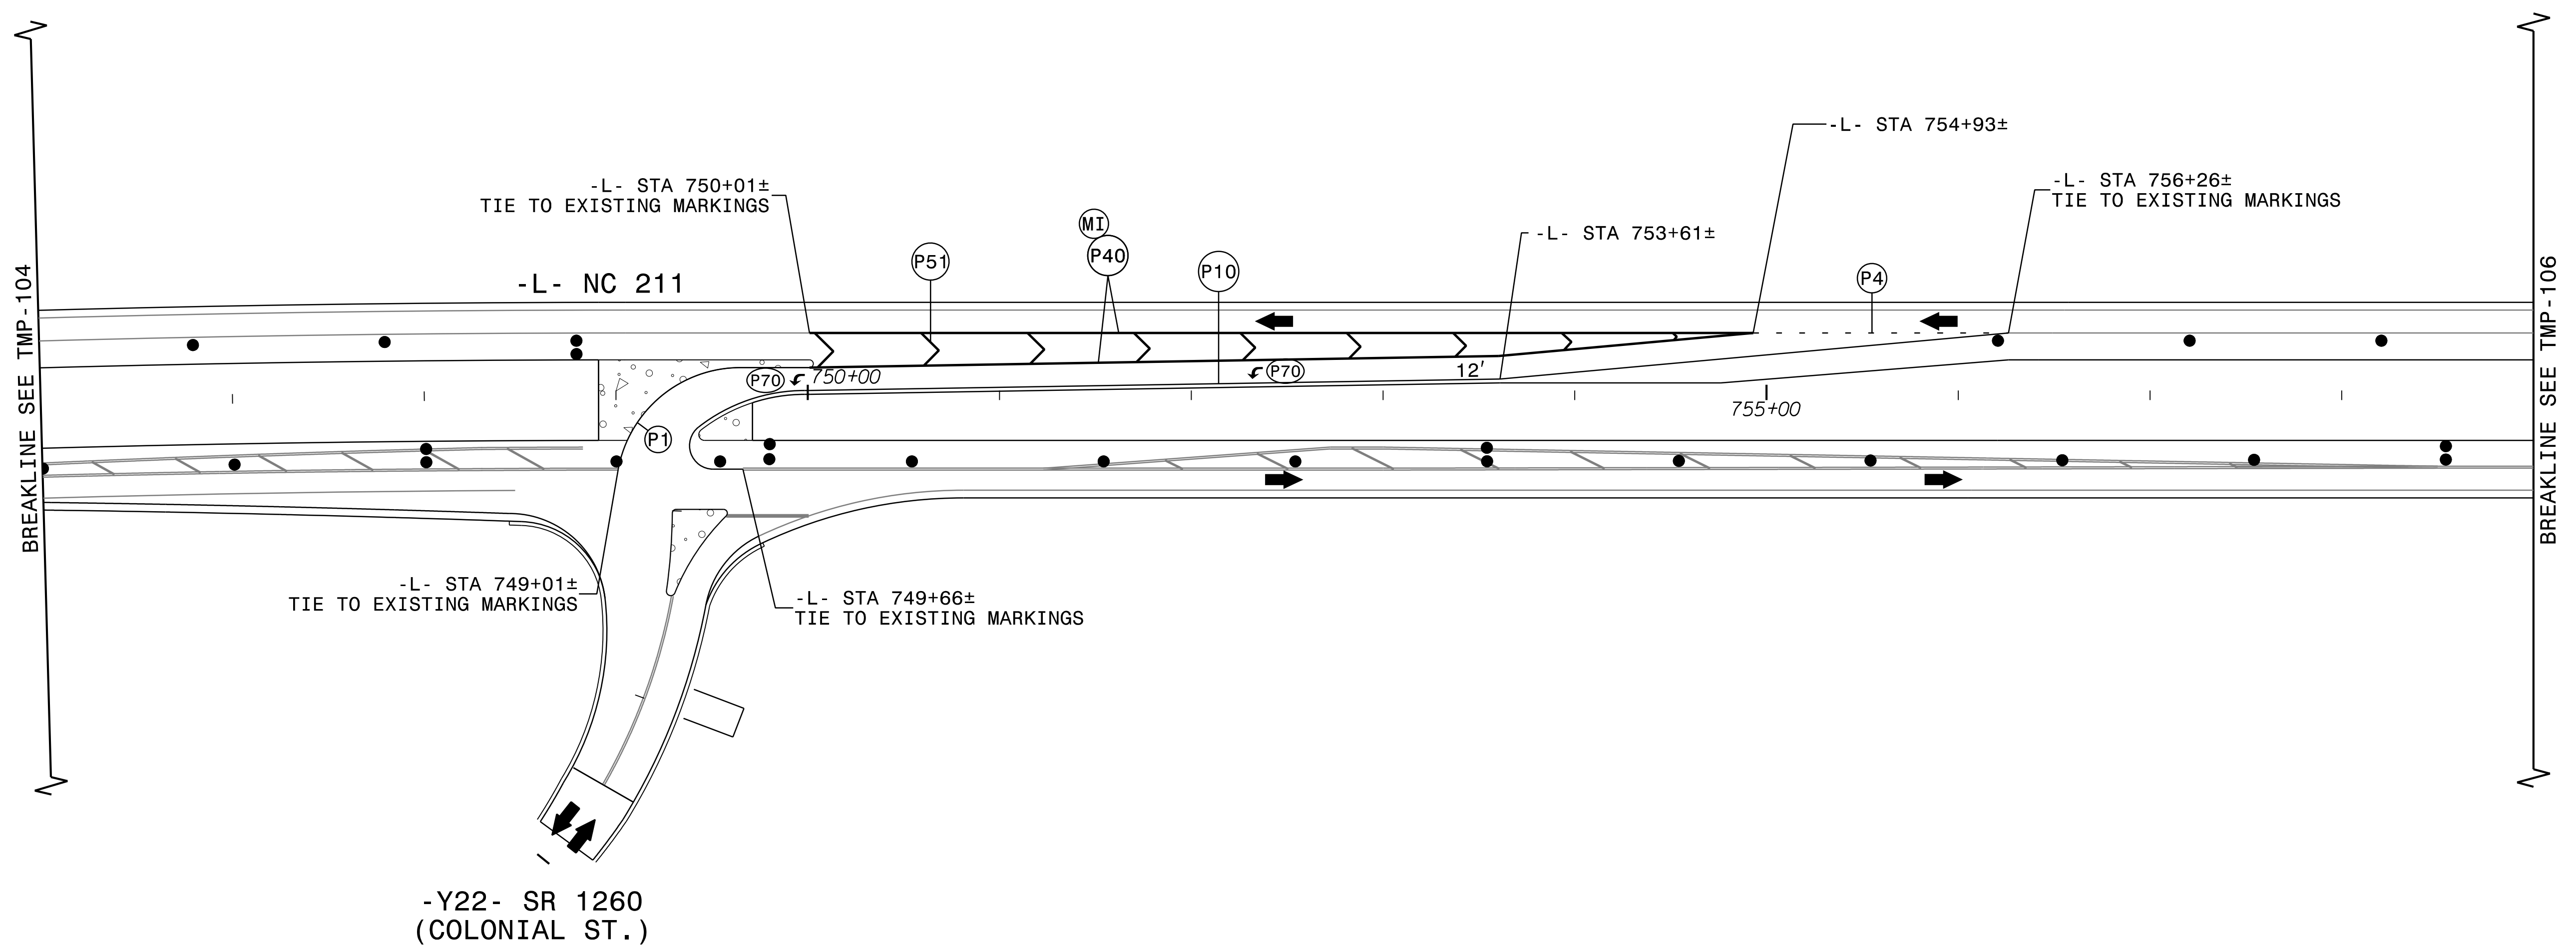 -L- STA 754+93±
-L- STA 750+01±
TIE TO EXISTING MARKINGS
-L- STA 756+26±
TIE TO EXISTING MARKINGS
MI
P40
P51
P10
-L- STA 753+61±
P4
-L- NC 211
BREAKLINE SEE TMP-104
BREAKLINE SEE TMP-106
P70
750+00
P70
12'
755+00
P1
-L- STA 749+01±
TIE TO EXISTING MARKINGS
-L- STA 749+66±
TIE TO EXISTING MARKINGS
-Y22- SR 1260
(COLONIAL ST.)